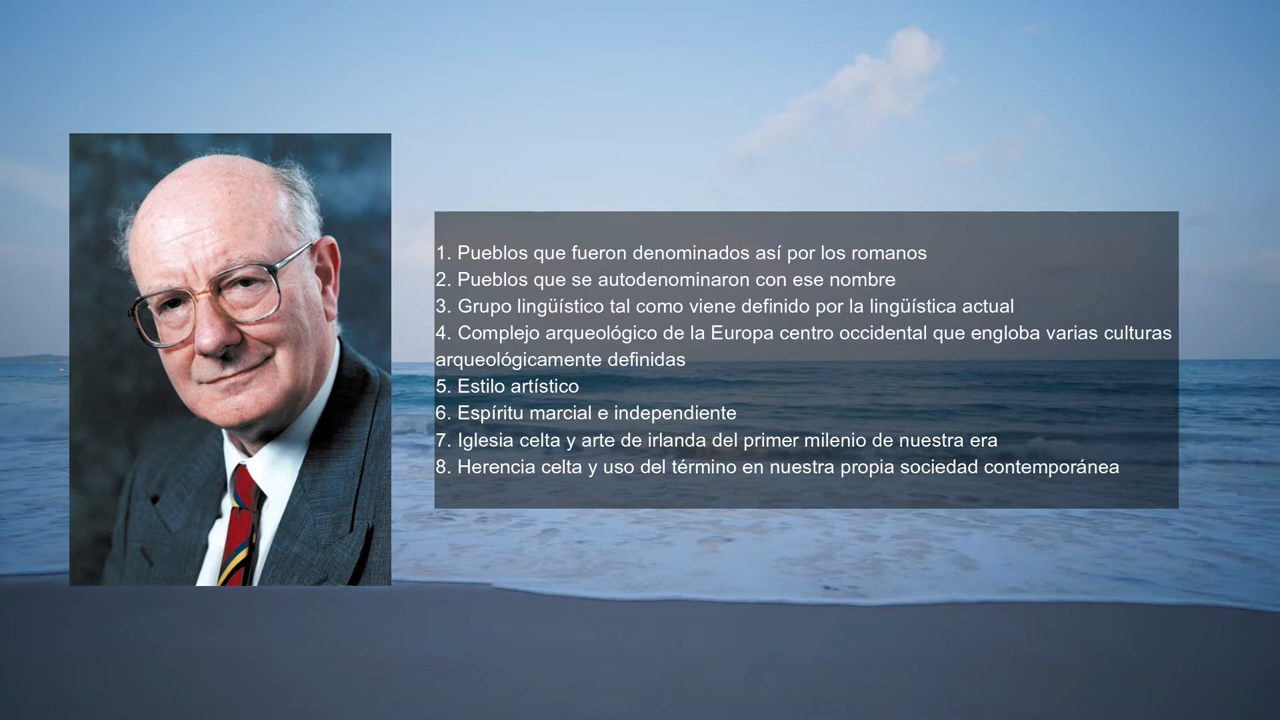 1. Pueblos que fueron denominados así por los romanos
2. Pueblos que se autodenominaron con ese nombre
3. Grupo lingüístico tal como viene definido por la lingüística actual
4. Complejo arqueológico de la Europa centro occidental que engloba varias culturas
arqueológicamente definidas
5. Estilo artístico
6. Espíritu marcial e independiente
7. Iglesia celta y arte de irlanda del primer milenio de nuestra era
8. Herencia celta y uso del término en nuestra propia sociedad contemporánea